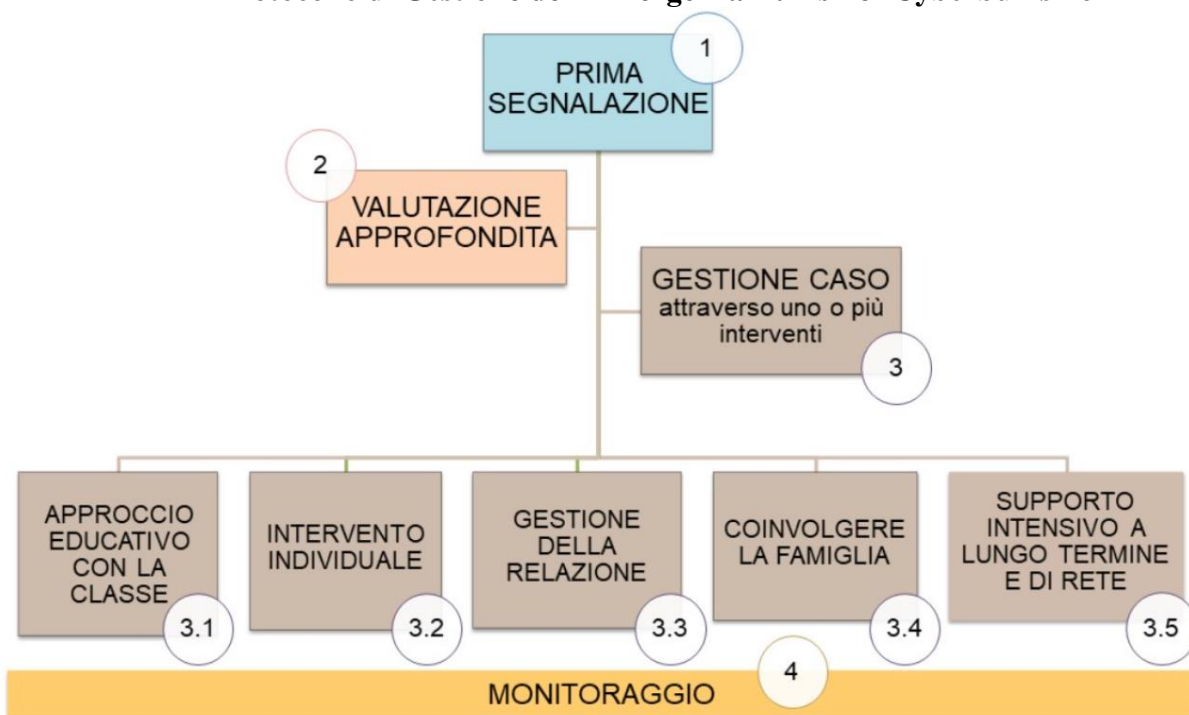 1
PRIMA
SEGNALAZIONE
2
VALUTAZIONE
APPROFONDITA
GESTIONE CASO
attraverso uno o più
interventi
3
APPROCCIO
EDUCATIVO
CON LA
CLASSE
3.1
INTERVENTO
INDIVIDUALE
3.2
GESTIONE
DELLA
RELAZIONE
3.3
COINVOLGERE
LA FAMIGLIA
3.4
SUPPORTO
INTENSIVO A
LUNGO TERMINE
E DI RETE
3.5
4
MONITORAGGIO